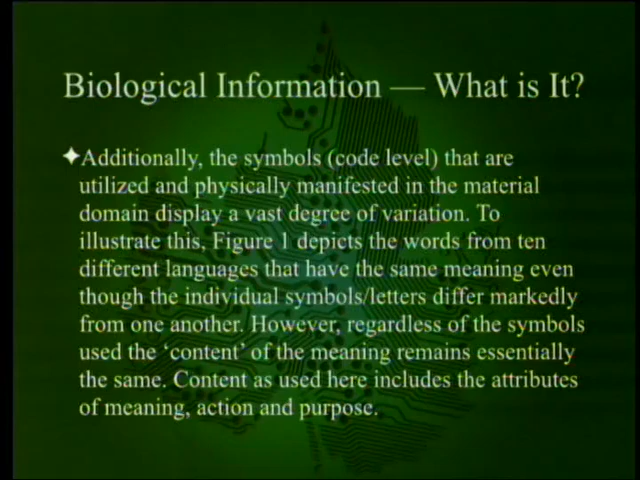 Biological Information — What is It?
✦Additionally, the symbols (code level) that are
utilized and physically manifested in the material
domain display a vast degree of variation. To
illustrate this, Figure 1 depicts the words from ten
different languages that have the same meaning even
though the individual symbols/letters differ markedly
from one another. However, regardless of the symbols
used the ‘content’ of the meaning remains essentially
the same. Content as used here includes the attributes
of meaning, action and purpose.